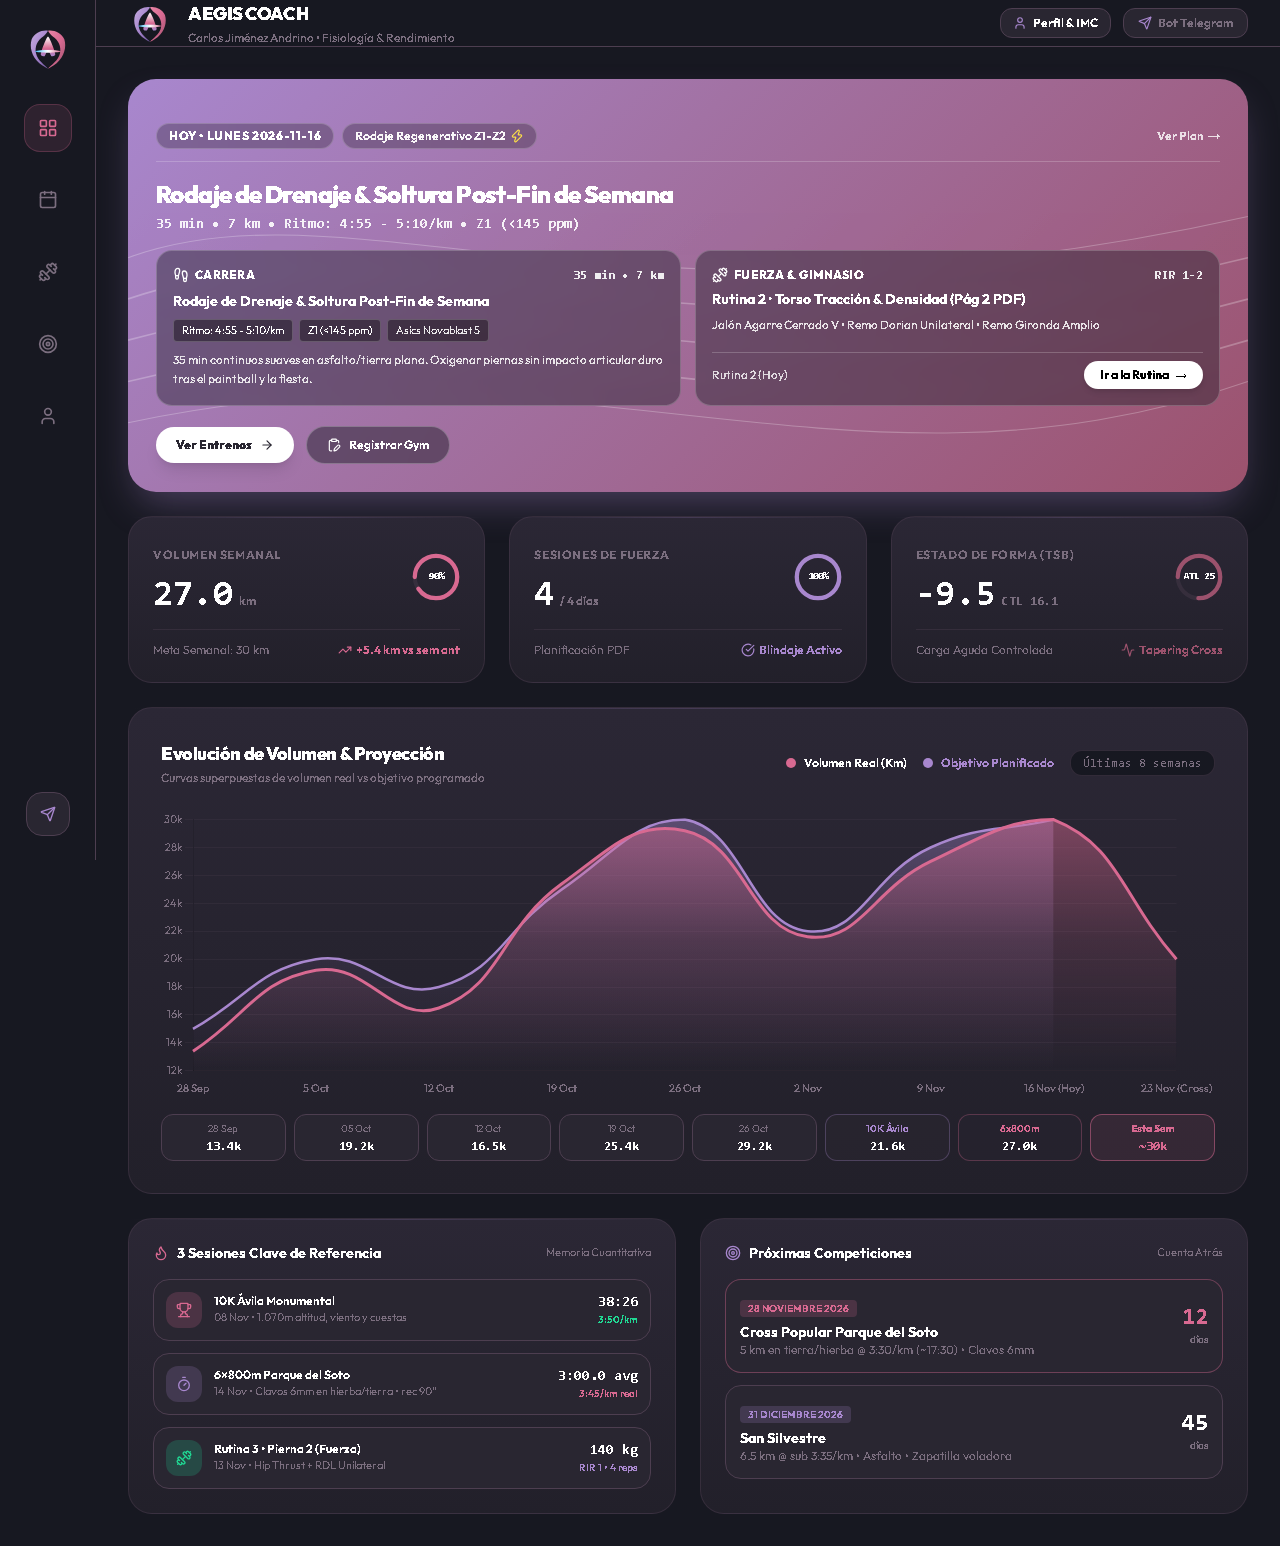 AEGIS COACH
Carlos Jiménez Andrino • Fisiología & Rendimiento
Perfil & IMC
Bot Telegram
HOY • LUNES 2026-11-16
Rodaje Regenerativo Z1-Z2
Ver Plan →
Rodaje de Drenaje & Soltura Post-Fin de Semana
35 min • 7 km • Ritmo: 4:55 - 5:10/km • Z1 (<145 ppm)
CARRERA
35 min • 7 km
Rodaje de Drenaje & Soltura Post-Fin de Semana
Ritmo: 4:55 - 5:10/km
Z1 (<145 ppm)
Asics Novablast 5
35 min continuos suaves en asfalto/tierra plana. Oxigenar piernas sin impacto articular duro
tras el paintball y la fiesta.
FUERZA & GIMNASIO
RIR 1-2
Rutina 2 • Torso Tracción & Densidad (Pág 2 PDF)
Jalón Agarre Cerrado V • Remo Dorian Unilateral • Remo Gironda Amplio
Rutina 2 (Hoy)
Ir a la Rutina →
Ver Entrenos →
Registrar Gym
VOLUMEN SEMANAL
27.0 km
90%
Meta Semanal: 30 km
+5.4 km vs sem ant
SESIONES DE FUERZA
4 / 4 días
100%
Planificación PDF
Blindaje Activo
ESTADO DE FORMA (TSB)
-9.5 CTL 16.1
ATL 25
Carga Aguda Controlada
Tapering Cross
Evolución de Volumen & Proyección
Curvas superpuestas de volumen real vs objetivo programado
Volumen Real (Km)
Objetivo Planificado
Últimas 8 semanas
30k
28k
26k
24k
22k
20k
18k
16k
14k
12k
28 Sep
5 Oct
12 Oct
19 Oct
26 Oct
2 Nov
9 Nov
16 Nov (Hoy)
23 Nov (Cross)
28 Sep
13.4k
05 Oct
19.2k
12 Oct
16.5k
19 Oct
25.4k
26 Oct
29.2k
10K Ávila
21.6k
6x800m
27.0k
Esta Sem
~30k
3 Sesiones Clave de Referencia
Memoria Cuantitativa
10K Ávila Monumental
08 Nov • 1.070m altitud, viento y cuestas
38:26
3:50/km
6×800m Parque del Soto
14 Nov • Clavos 6mm en hierba/tierra • rec 90"
3:00.0 avg
3:45/km real
Rutina 3 • Pierna 2 (Fuerza)
13 Nov • Hip Thrust + RDL Unilateral
140 kg
RIR 1 • 4 reps
Próximas Competiciones
Cuenta Atrás
28 NOVIEMBRE 2026
Cross Popular Parque del Soto
5 km en tierra/hierba @ 3:30/km (~17:30) • Clavos 6mm
12
días
31 DICIEMBRE 2026
San Silvestre
6.5 km @ sub 3:35/km • Asfalto • Zapatilla voladora
45
días